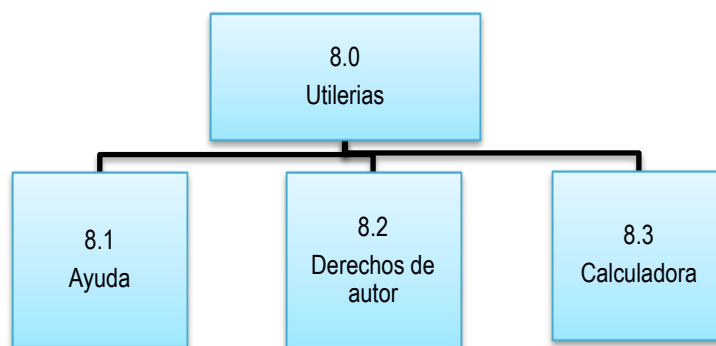 8.0
Utilerias
8.1
Ayuda
8.2
Derechos de
autor
8.3
Calculadora